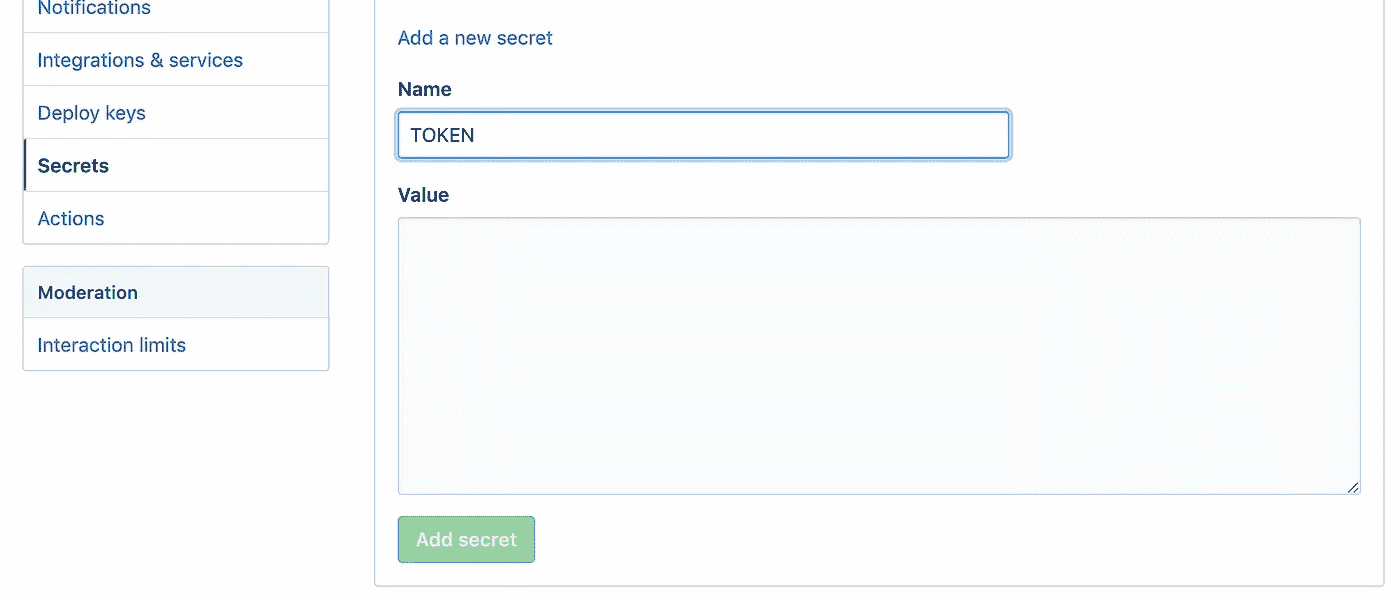 Notifications
Integrations & services
Deploy keys
Secrets
Actions
Moderation
Interaction limits
Add a new secret
Name
TOKEN
Value
Add secret